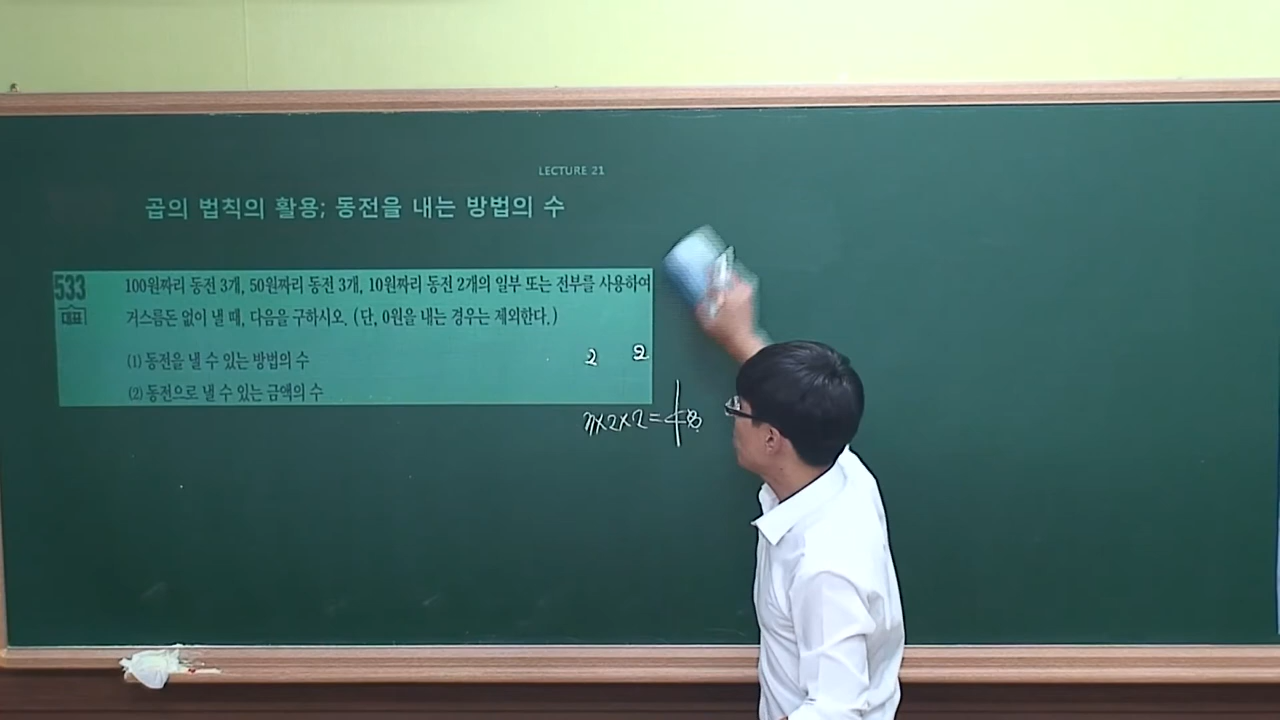 LECTURE 21
곱의 법칙의 활용; 동전을 내는 방법의 수
533 100원짜리 동전 3개, 50원짜리 동전 3개, 10원짜리 동전 2개의 일부 또는 전부를 사용하여
대표 거스름돈 없이 낼 때, 다음을 구하시오. (단, 0원을 내는 경우는 제외한다.)
(1) 동전을 낼 수 있는 방법의 수
2 2
(2) 동전으로 낼 수 있는 금액의 수
×2×2=